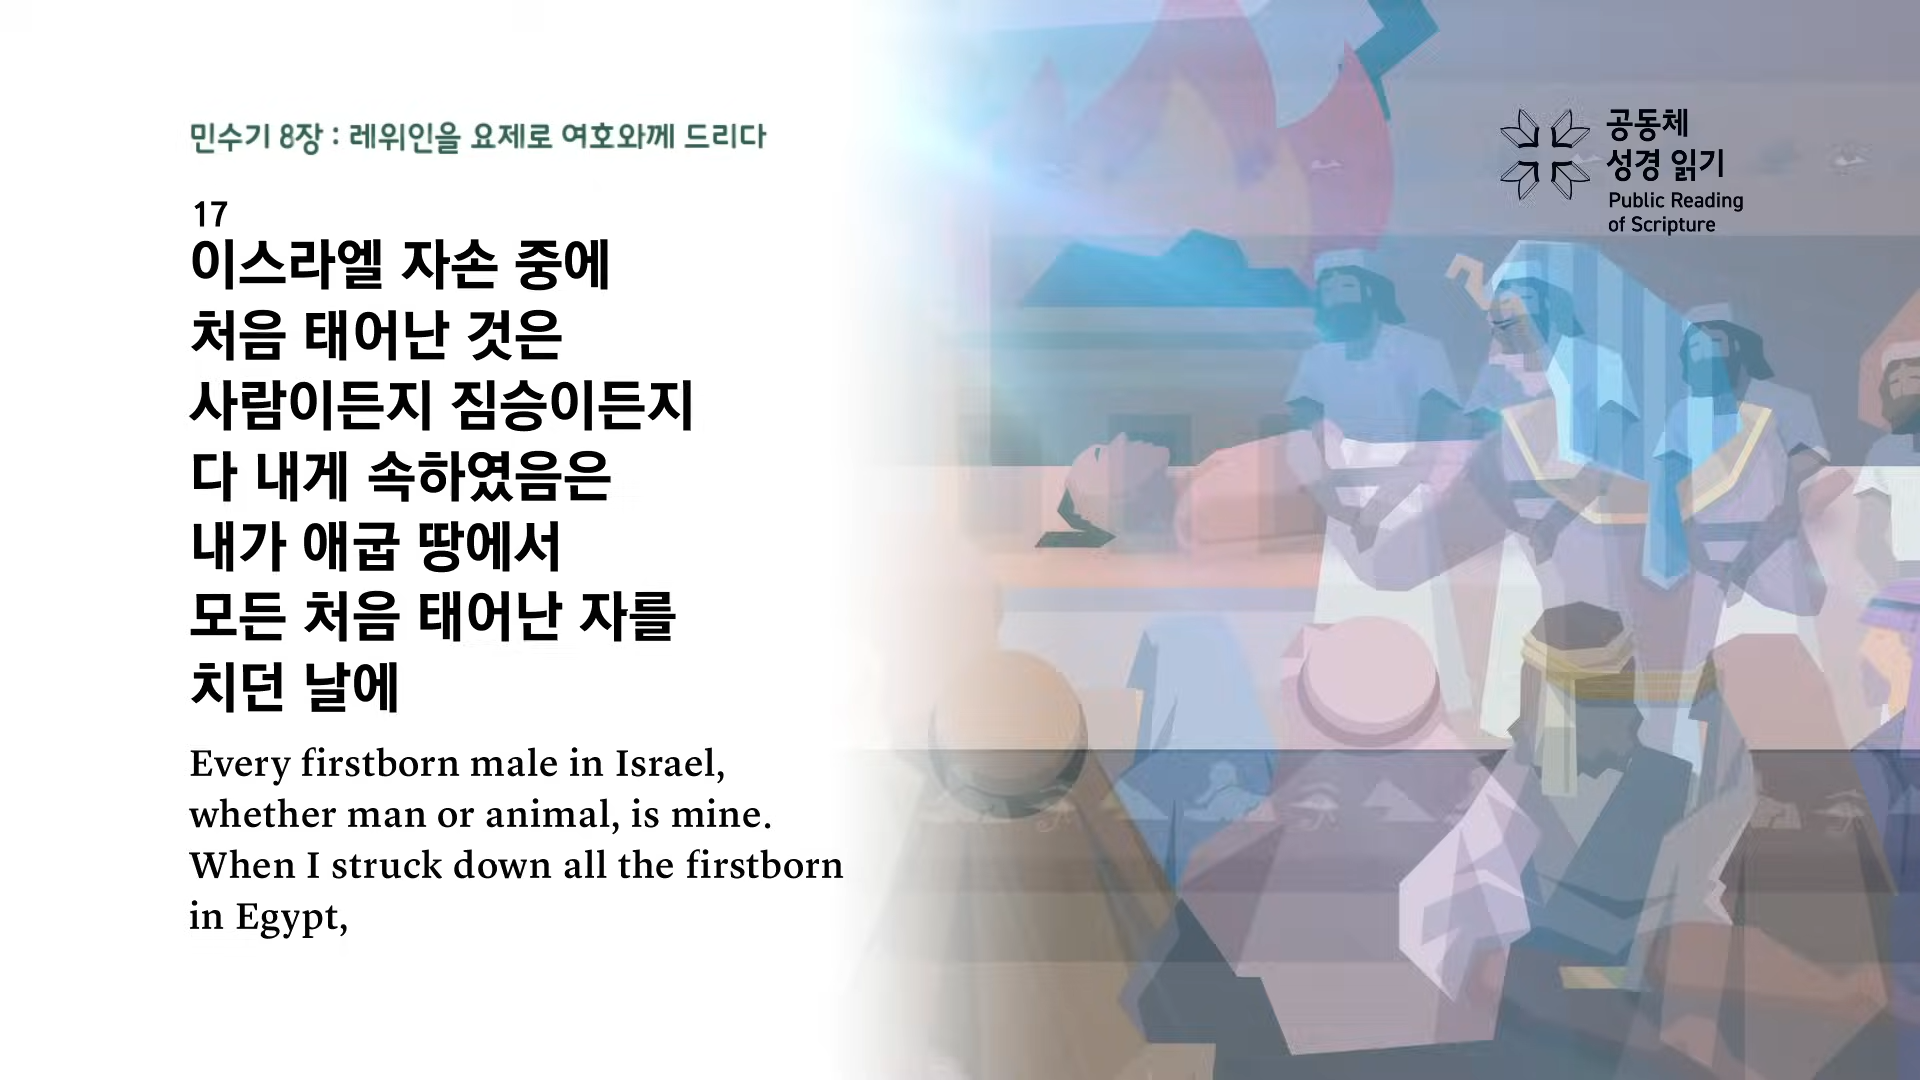 민수기 8장 : 레위인을 요제로 여호와께 드리다
17
이스라엘 자손 중에
처음 태어난 것은
사람이든지 짐승이든지
다 내게 속하였음은
내가 애굽 땅에서
모든 처음 태어난 자를
치던 날에
Every firstborn male in Israel,
whether man or animal, is mine.
When I struck down all the firstborn
in Egypt,
공동체
성경 읽기
Public Reading
of Scripture